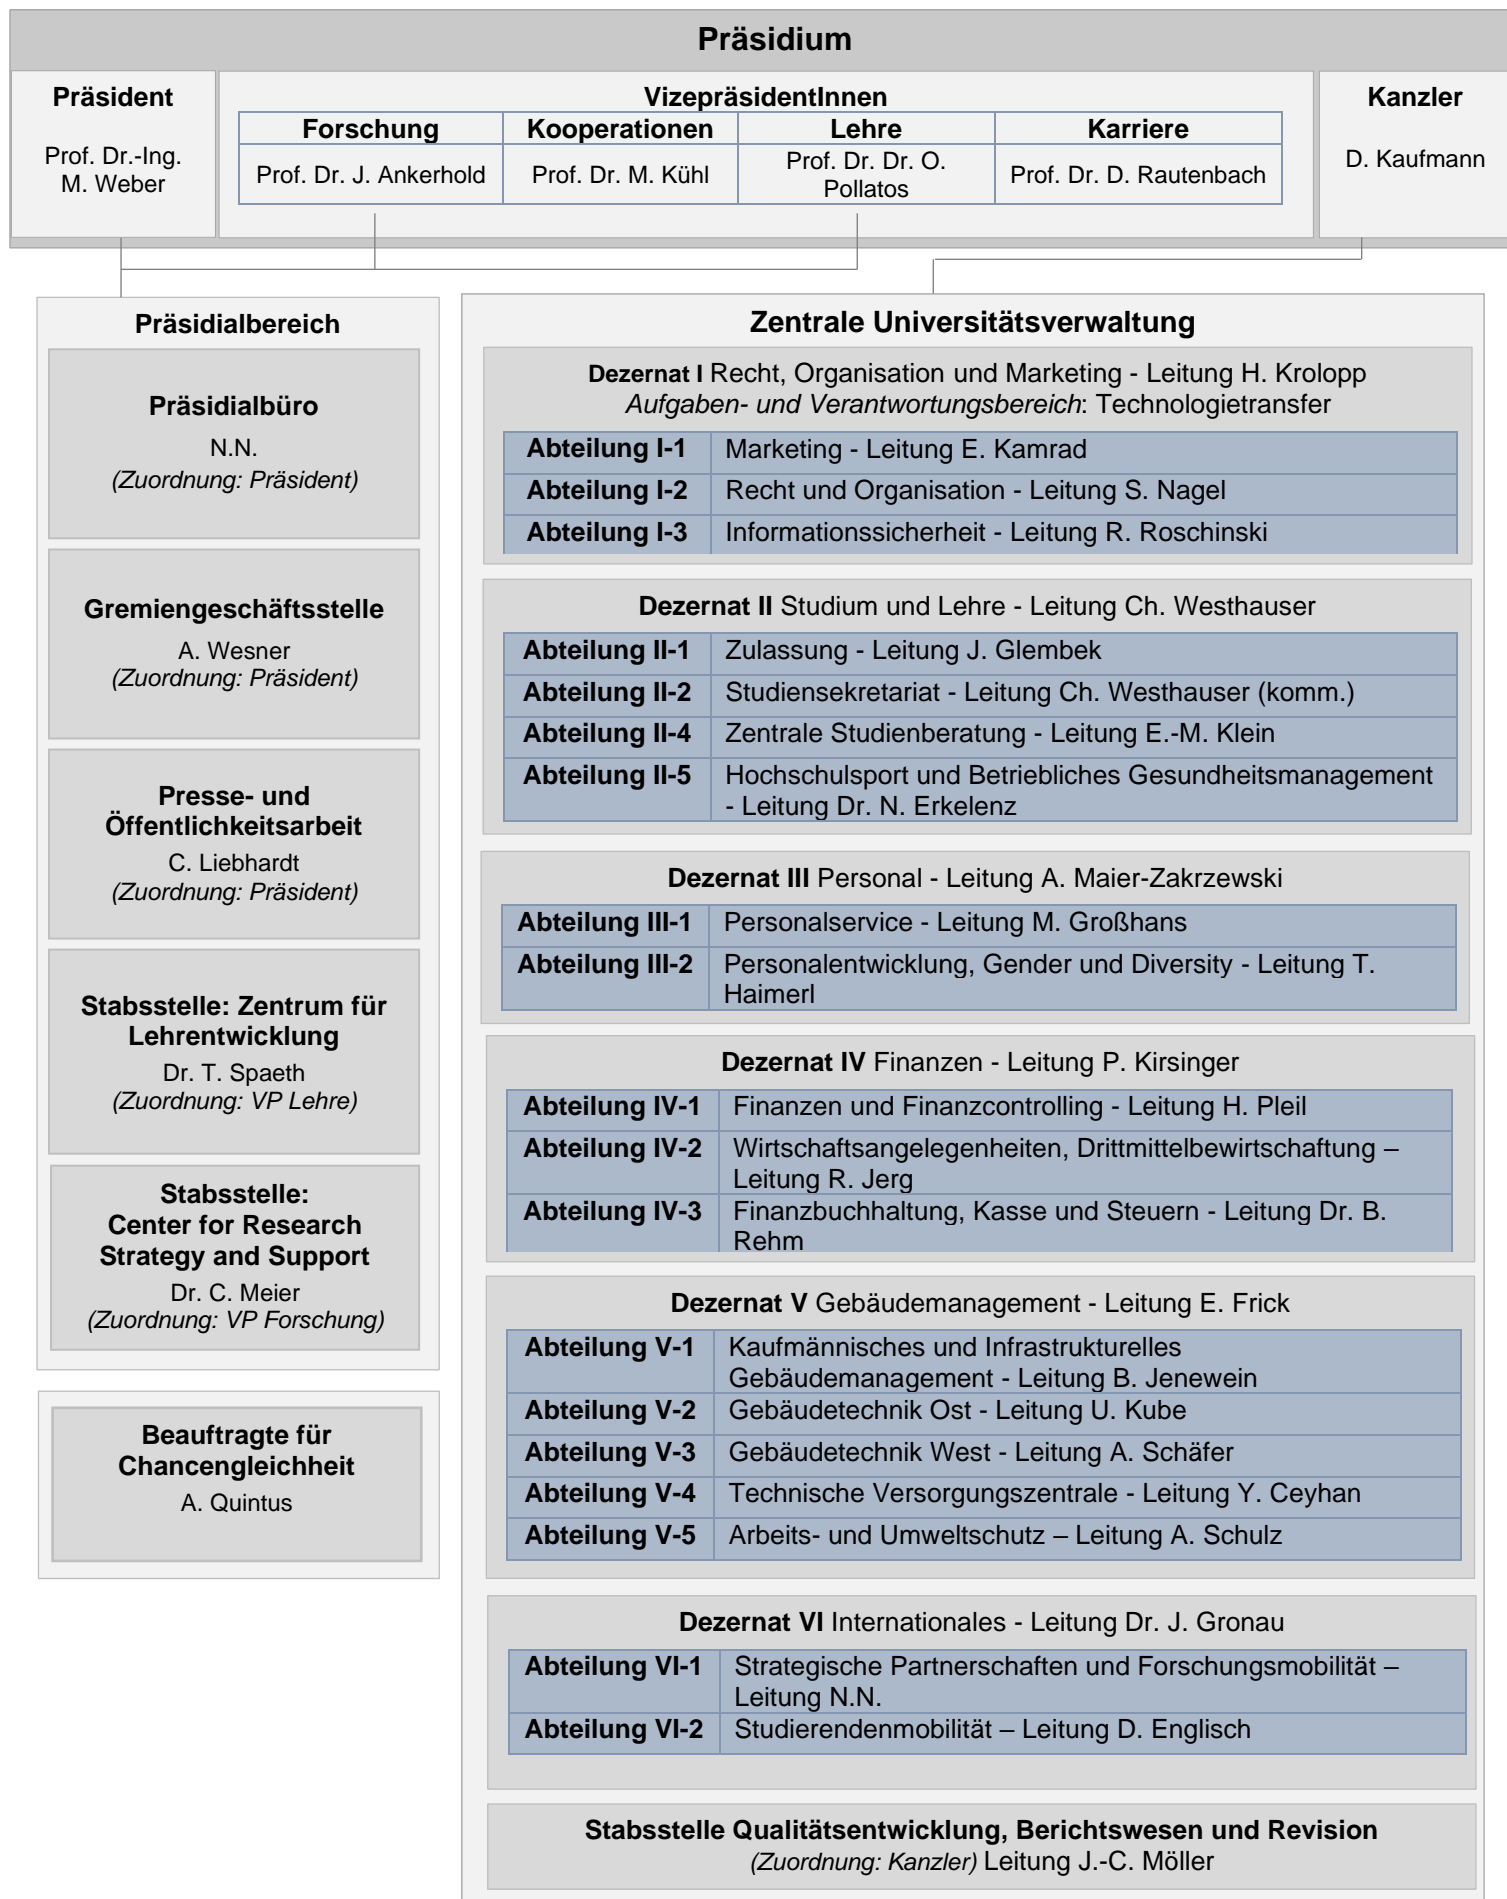 Präsidium
Präsident
Prof. Dr.-Ing.
M. Weber
VizepräsidentInnen
Forschung Kooperationen Lehre Karriere
Prof. Dr. J. Ankerhold
Prof. Dr. M. Kühl
Prof. Dr. Dr. O.
Pollatos
Prof. Dr. D. Rautenbach
Kanzler
D. Kaufmann
Präsidialbereich
Präsidialbüro
N.N.
(Zuordnung: Präsident)
Gremiengeschäftsstelle
A. Wesner
(Zuordnung: Präsident)
Presse- und
Öffentlichkeitsarbeit
C. Liebhardt
(Zuordnung: Präsident)
Stabsstelle: Zentrum für
Lehrentwicklung
Dr. T. Spaeth
(Zuordnung: VP Lehre)
Stabsstelle:
Center for Research
Strategy and Support
Dr. C. Meier
(Zuordnung: VP Forschung)
Beauftragte für
Chancengleichheit
A. Quintus
Zentrale Universitätsverwaltung
Dezernat I Recht, Organisation und Marketing - Leitung H. Krolopp
Aufgaben- und Verantwortungsbereich: Technologietransfer
Abteilung I-1 Marketing - Leitung E. Kamrad
Abteilung I-2 Recht und Organisation - Leitung S. Nagel
Abteilung I-3 Informationssicherheit - Leitung R. Roschinski
Dezernat II Studium und Lehre - Leitung Ch. Westhauser
Abteilung II-1 Zulassung - Leitung J. Glembek
Abteilung II-2 Studiensekretariat - Leitung Ch. Westhauser (komm.)
Abteilung II-4 Zentrale Studienberatung - Leitung E.-M. Klein
Abteilung II-5 Hochschulsport und Betriebliches Gesundheitsmanagement
- Leitung Dr. N. Erkelenz
Dezernat III Personal - Leitung A. Maier-Zakrzewski
Abteilung III-1 Personalservice - Leitung M. Großhans
Abteilung III-2 Personalentwicklung, Gender und Diversity - Leitung T.
Haimerl
Dezernat IV Finanzen - Leitung P. Kirsinger
Abteilung IV-1 Finanzen und Finanzcontrolling - Leitung H. Pleil
Abteilung IV-2 Wirtschaftsangelegenheiten, Drittmittelbewirtschaftung –
Leitung R. Jerg
Abteilung IV-3 Finanzbuchhaltung, Kasse und Steuern - Leitung Dr. B.
Rehm
Dezernat V Gebäudemanagement - Leitung E. Frick
Abteilung V-1 Kaufmännisches und Infrastrukturelles
Gebäudemanagement - Leitung B. Jenewein
Abteilung V-2 Gebäudetechnik Ost - Leitung U. Kube
Abteilung V-3 Gebäudetechnik West - Leitung A. Schäfer
Abteilung V-4 Technische Versorgungszentrale - Leitung Y. Ceyhan
Abteilung V-5 Arbeits- und Umweltschutz – Leitung A. Schulz
Dezernat VI Internationales - Leitung Dr. J. Gronau
Abteilung VI-1 Strategische Partnerschaften und Forschungsmobilität –
Leitung N.N.
Abteilung VI-2 Studierendenmobilität – Leitung D. Englisch
Stabsstelle Qualitätsentwicklung, Berichtswesen und Revision
(Zuordnung: Kanzler) Leitung J.-C. Möller